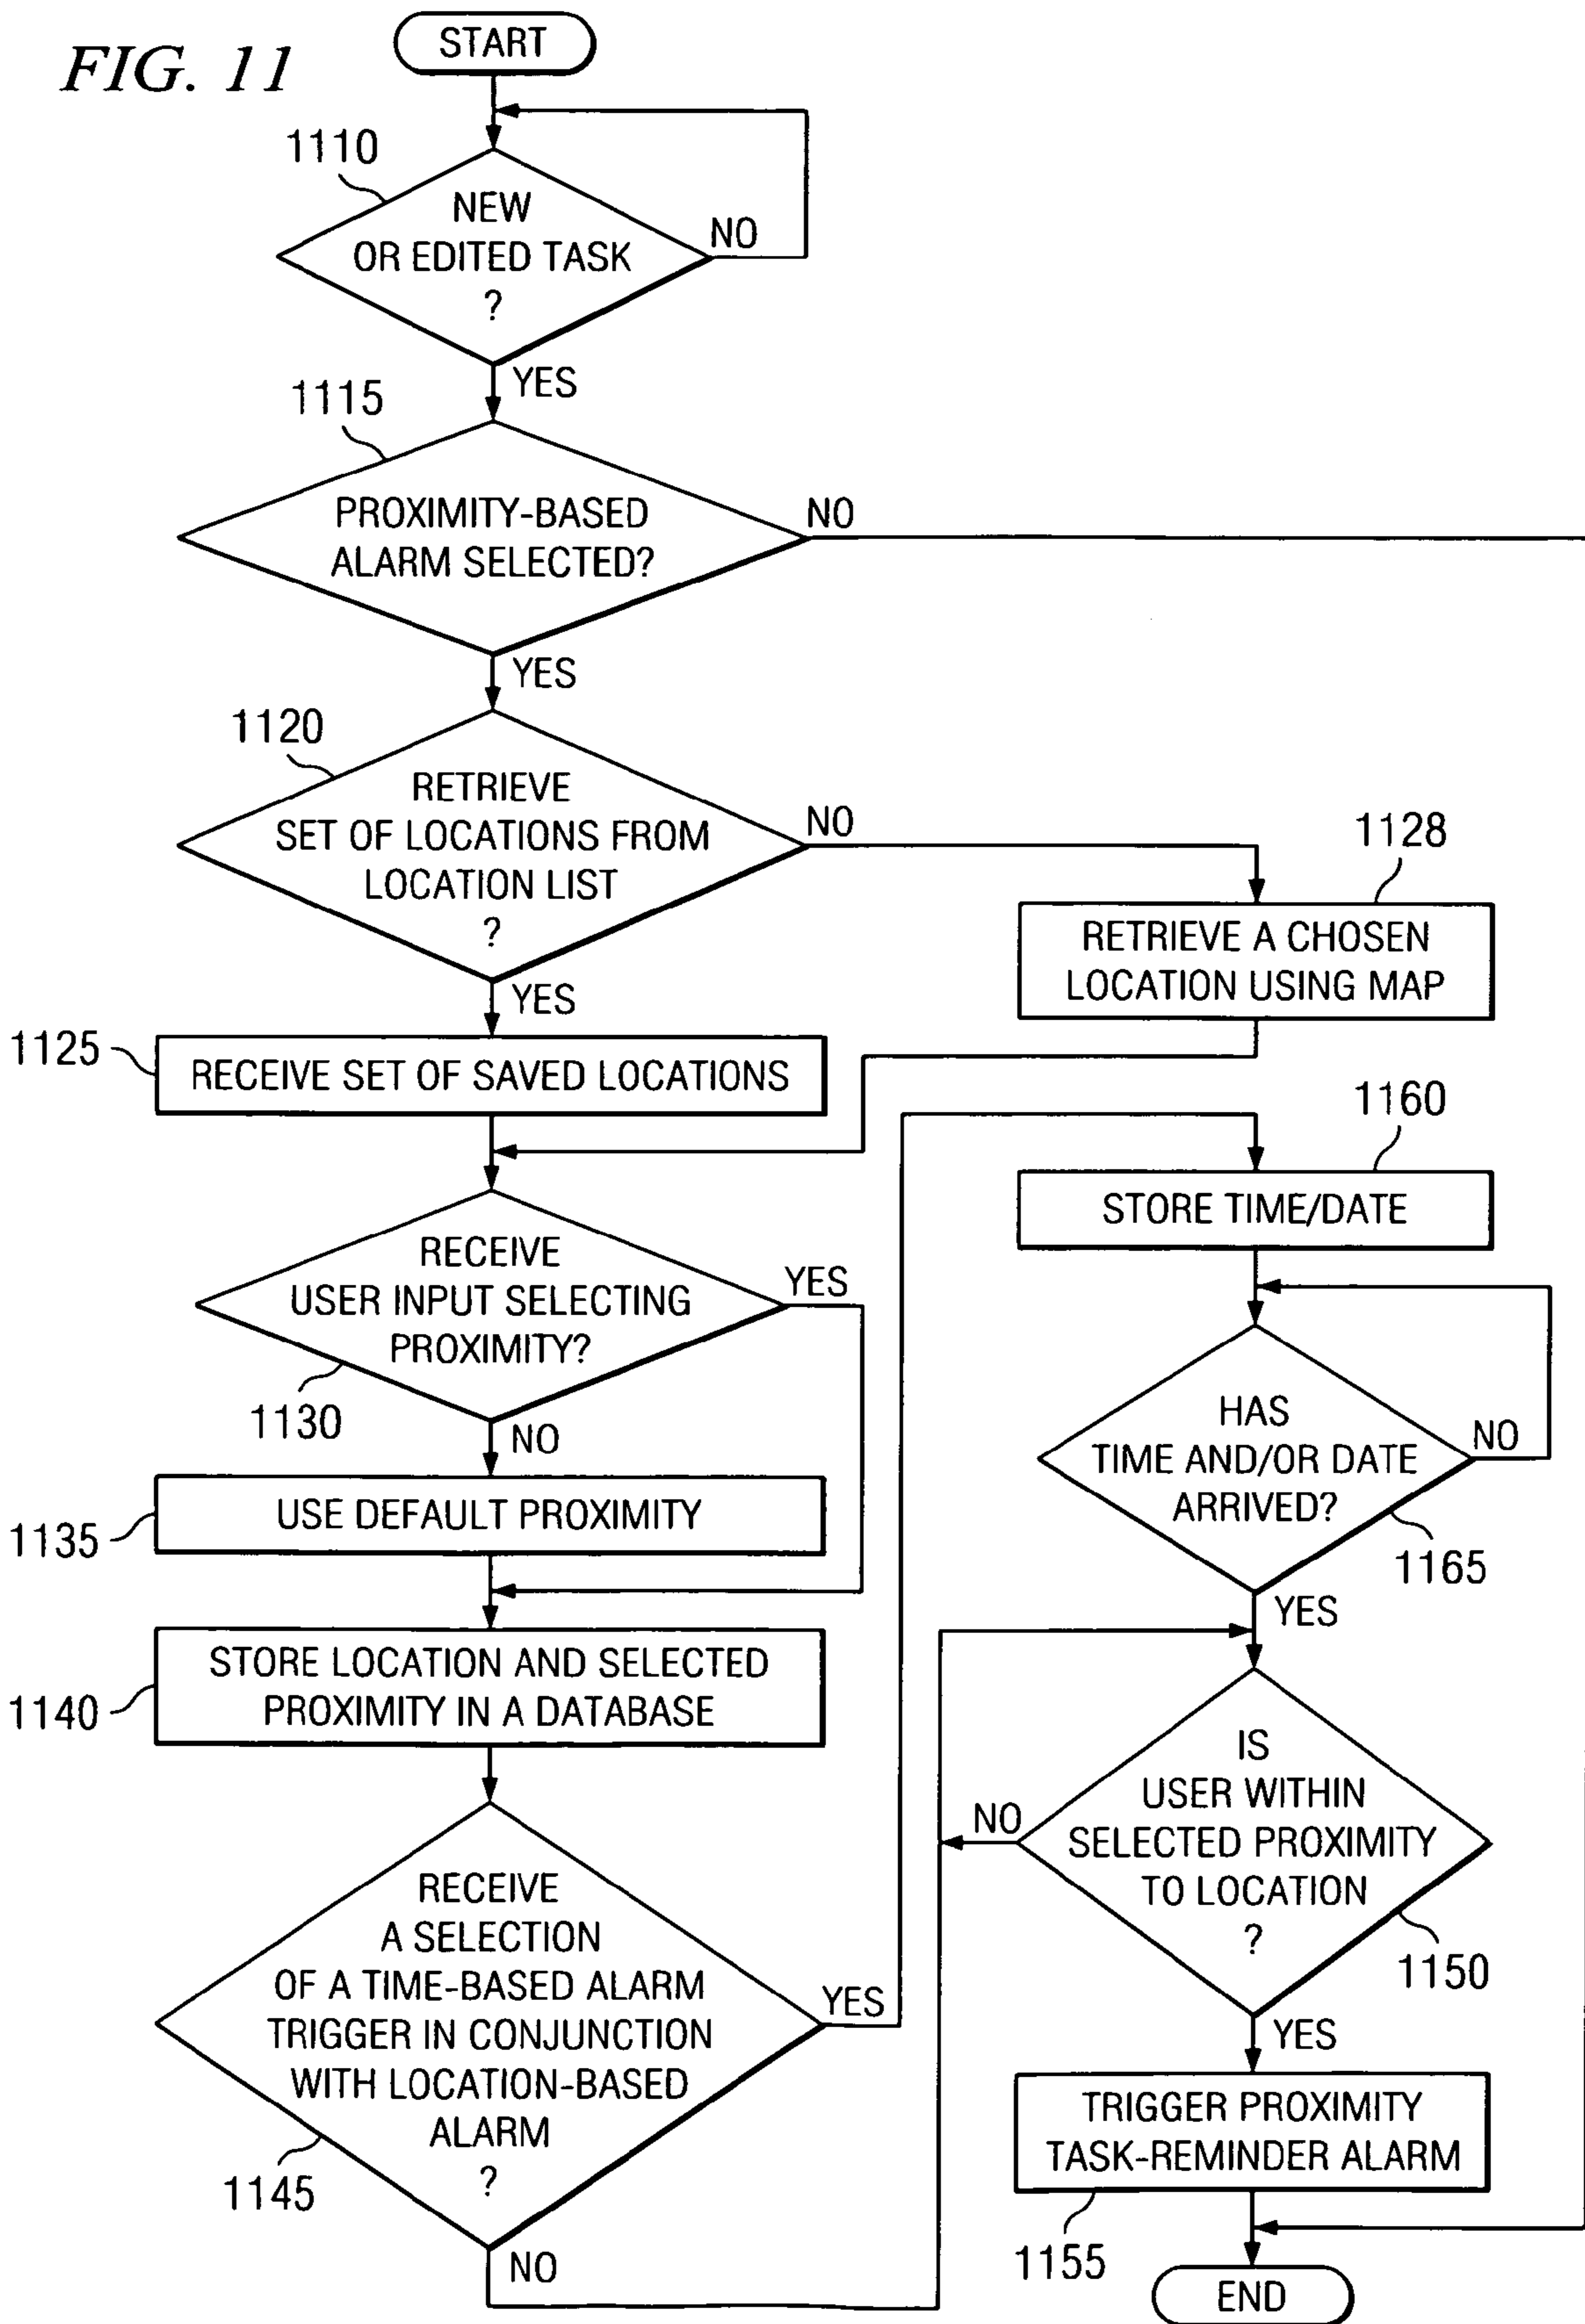 FIG. 11
START
1110
NEW
OR EDITED TASK
?
NO
YES
1115
PROXIMITY-BASED
ALARM SELECTED?
NO
YES
1120
RETRIEVE
SET OF LOCATIONS FROM
LOCATION LIST
?
NO
YES
1128
RETRIEVE A CHOSEN
LOCATION USING MAP
1125
RECEIVE SET OF SAVED LOCATIONS
RECEIVE
USER INPUT SELECTING
PROXIMITY?
YES
1130
NO
1135
USE DEFAULT PROXIMITY
1140
STORE LOCATION AND SELECTED
PROXIMITY IN A DATABASE
RECEIVE
A SELECTION
OF A TIME-BASED ALARM
TRIGGER IN CONJUNCTION
WITH LOCATION-BASED
ALARM
?
YES
1145
NO
1160
STORE TIME/DATE
HAS
TIME AND/OR DATE
ARRIVED?
NO
1165
YES
IS
USER WITHIN
SELECTED PROXIMITY
TO LOCATION
?
NO
1150
YES
TRIGGER PROXIMITY
TASK-REMINDER ALARM
1155
END